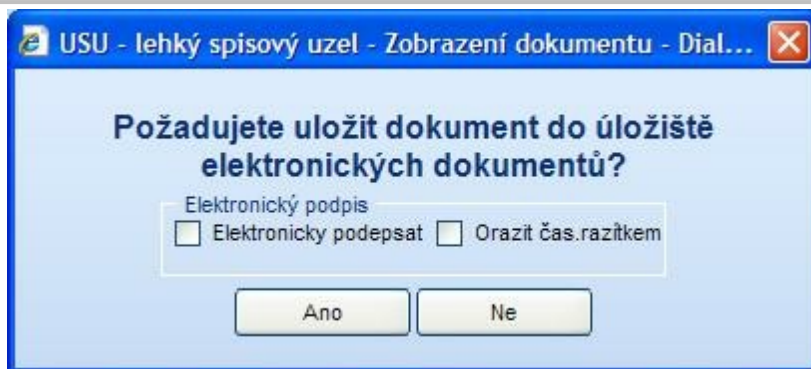 USU - lehký spisový uzel - Zobrazení dokumentu - Dial...
Požadujete uložit dokument do úložiště
elektronických dokumentů?
Elektronický podpis
Elektronicky podepsat Orazit čas.razítkem
Ano Ne